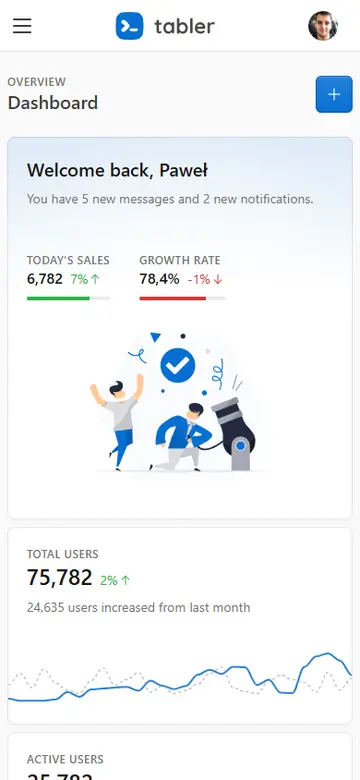 tabler
OVERVIEW
Dashboard
Welcome back, Paweł
You have 5 new messages and 2 new notifications.
TODAY'S SALES
6,782 7%
GROWTH RATE
78,4% -1%
TOTAL USERS
75,782 2%
24,635 users increased from last month
ACTIVE USERS
25,782